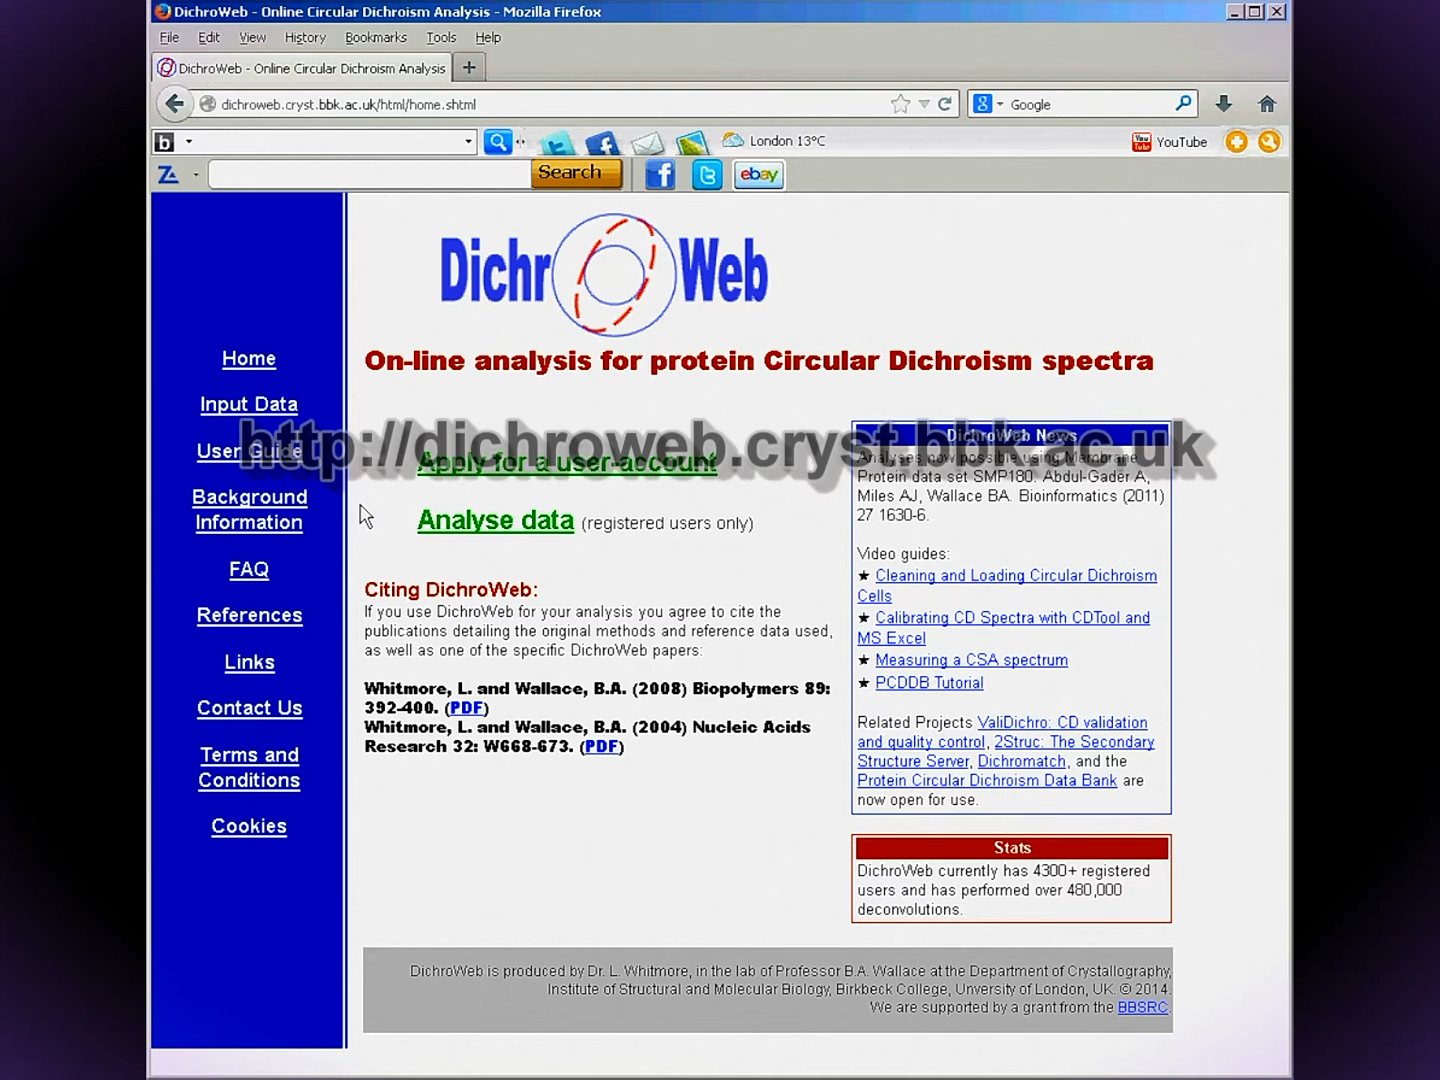 DichroWeb - Online Circular Dichroism Analysis - Mozilla Firefox
File Edit View History Bookmarks Tools Help
DichroWeb - Online Circular Dichroism Analysis +
dichroweb.cryst.bbk.ac.uk/html/home.shtml Google
b London 13°C YouTube
Search ebay
Dichr Web
On-line analysis for protein Circular Dichroism spectra
Home
Input Data
User Guide
Background
Information
FAQ
References
Links
Contact Us
Terms and
Conditions
Cookies
http://dichroweb.cryst.bbk.ac.uk
Apply for a user-account
Analyse data (registered users only)
Citing DichroWeb:
If you use DichroWeb for your analysis you agree to cite the
publications detailing the original methods and reference data used,
as well as one of the specific DichroWeb papers:
Whitmore, L. and Wallace, B.A. (2008) Biopolymers 89:
392-400. (PDF)
Whitmore, L. and Wallace, B.A. (2004) Nucleic Acids
Research 32: W668-673. (PDF)
DichroWeb News
Analyses now possible using Membrane
Protein data set SMP180. Abdul-Gader A,
Miles AJ, Wallace BA. Bioinformatics (2011)
27 1630-6.
Video guides:
★ Cleaning and Loading Circular Dichroism
Cells
★ Calibrating CD Spectra with CDTool and
MS Excel
★ Measuring a CSA spectrum
★ PCDDB Tutorial
Related Projects ValiDichro: CD validation
and quality control, 2Struc: The Secondary
Structure Server, Dichromatch, and the
Protein Circular Dichroism Data Bank are
now open for use.
Stats
DichroWeb currently has 4300+ registered
users and has performed over 480,000
deconvolutions.
DichroWeb is produced by Dr. L. Whitmore, in the lab of Professor B.A. Wallace at the Department of Crystallography,
Institute of Structural and Molecular Biology, Birkbeck College, Unversity of London, UK. © 2014.
We are supported by a grant from the BBSRC.